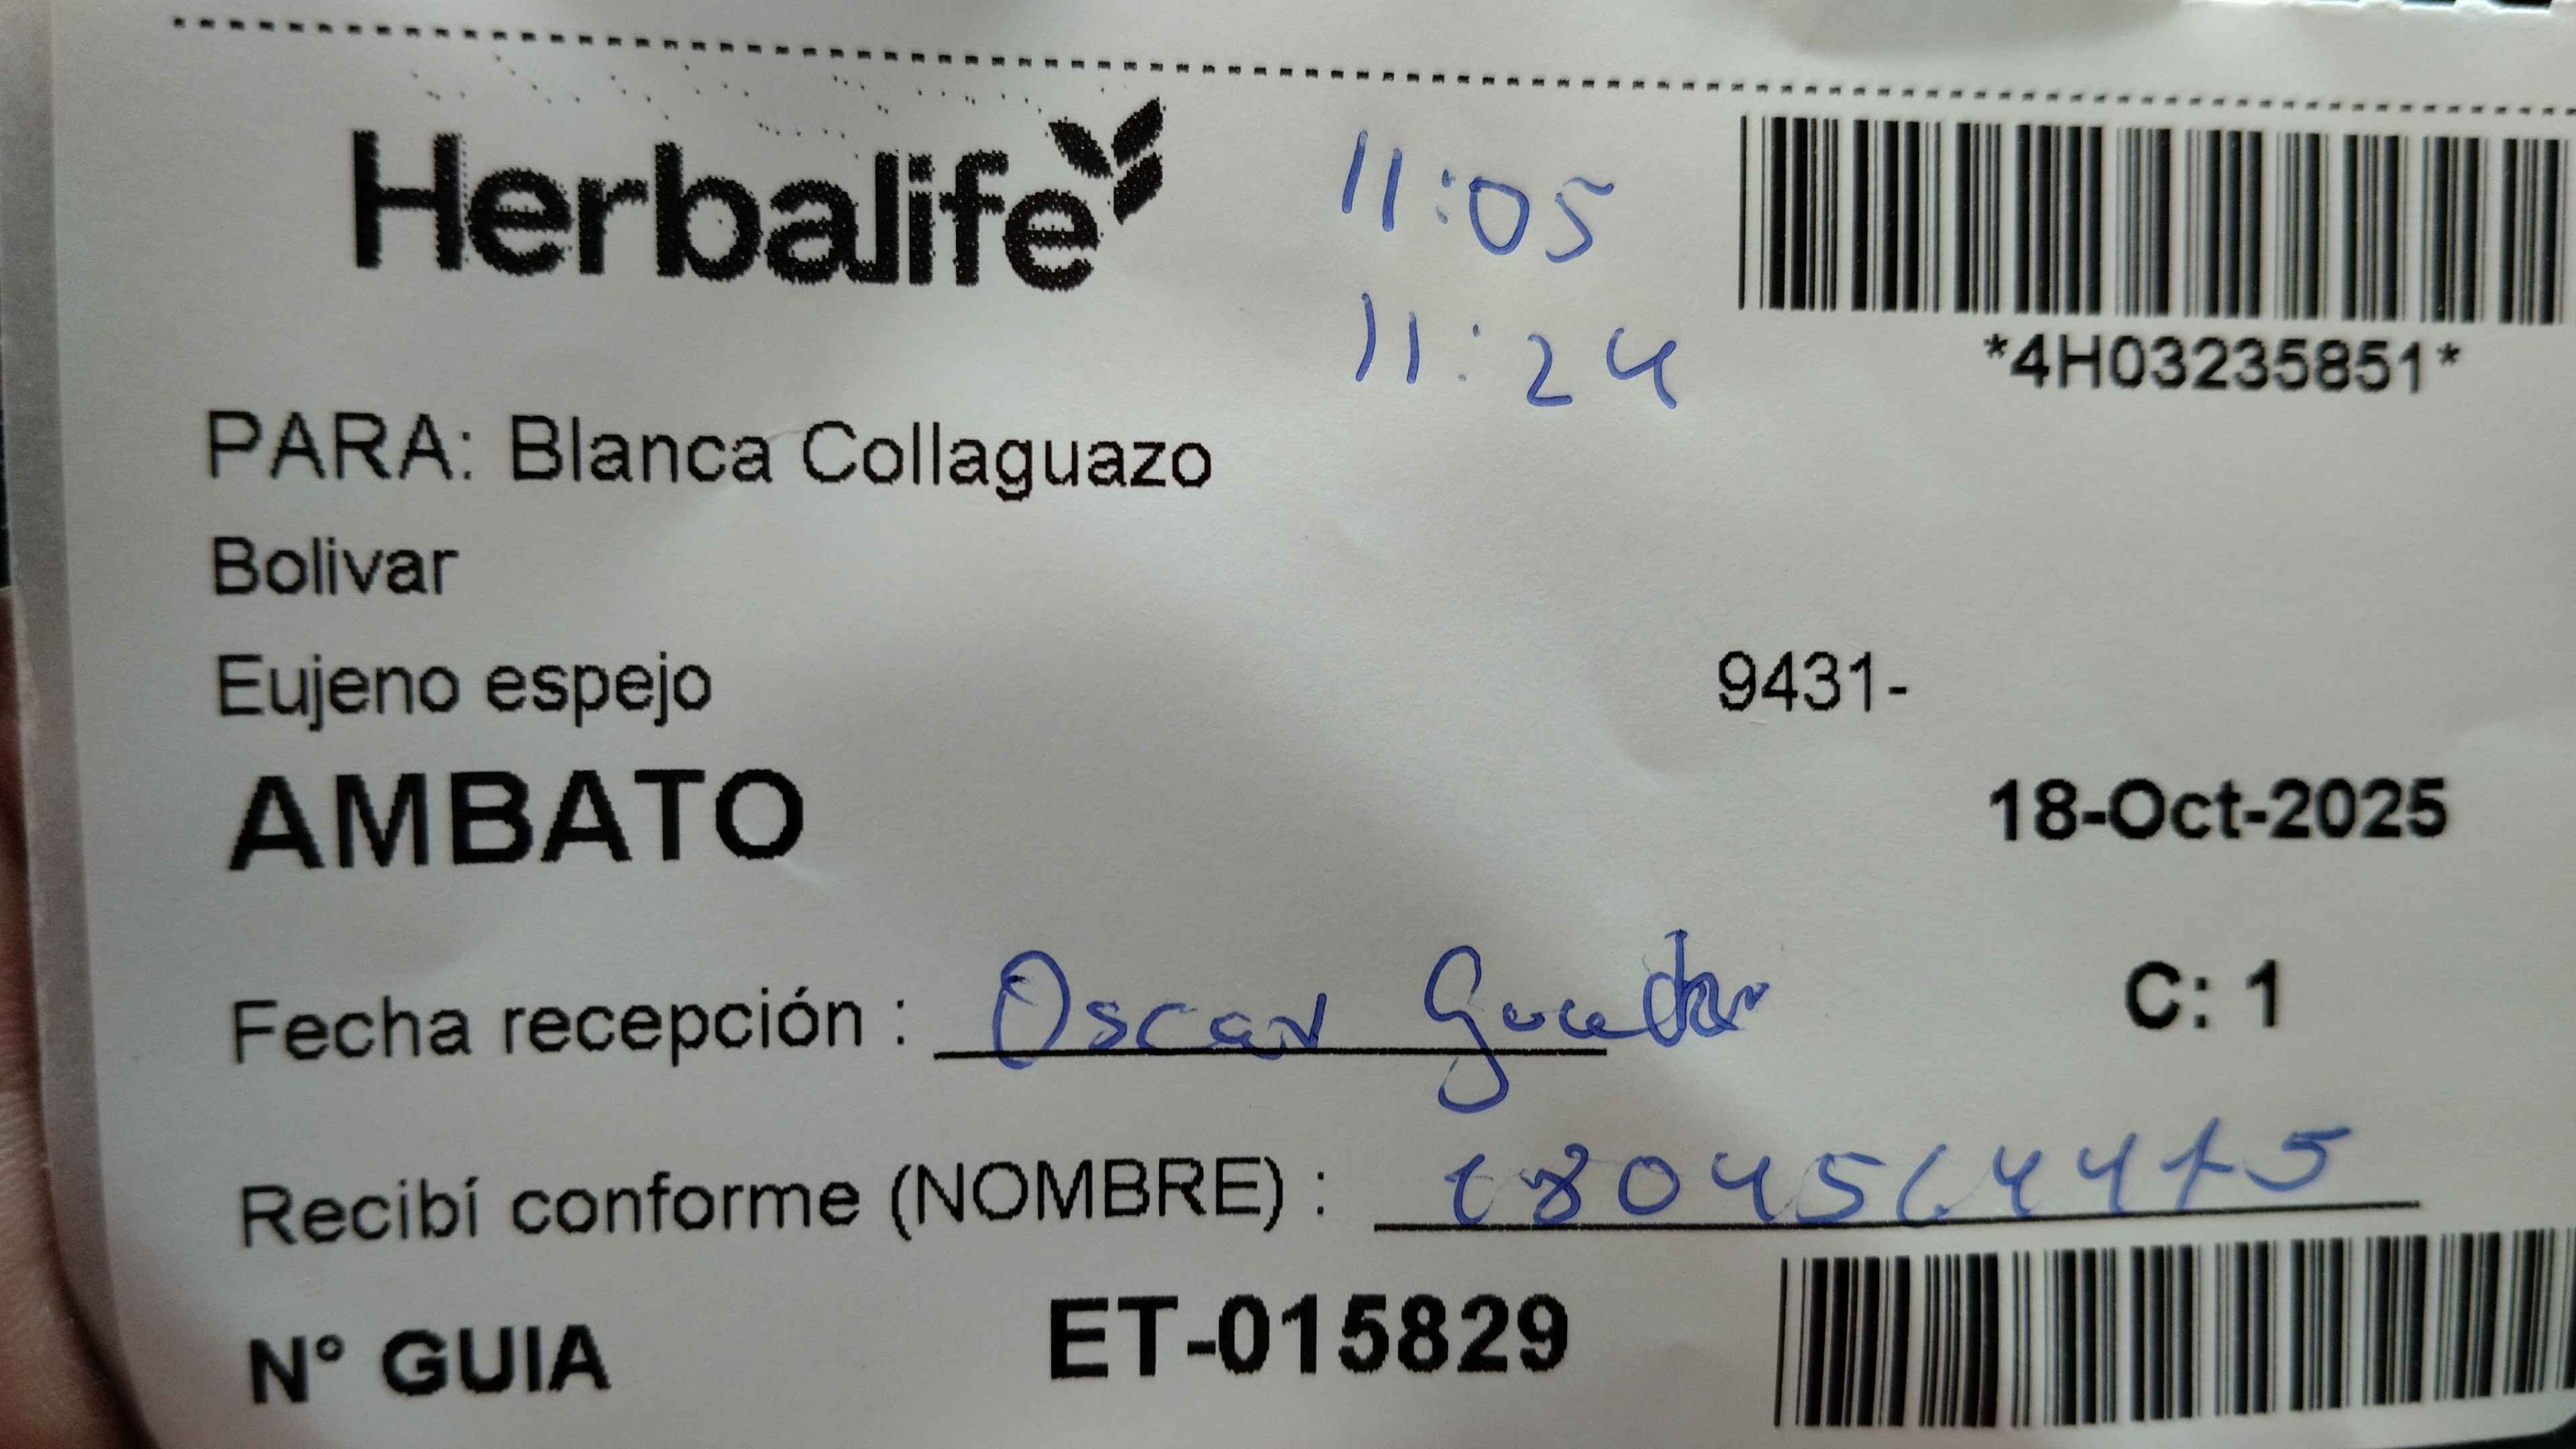 Herbalife
11:05
11:24
*4H03235851*
PARA: Blanca Collaguazo
Bolivar
Eujeno espejo
9431-
AMBATO
18-Oct-2025
Fecha recepción : Oscar
C: 1
Recibí conforme (NOMBRE) :
N° GUIA ET-015829